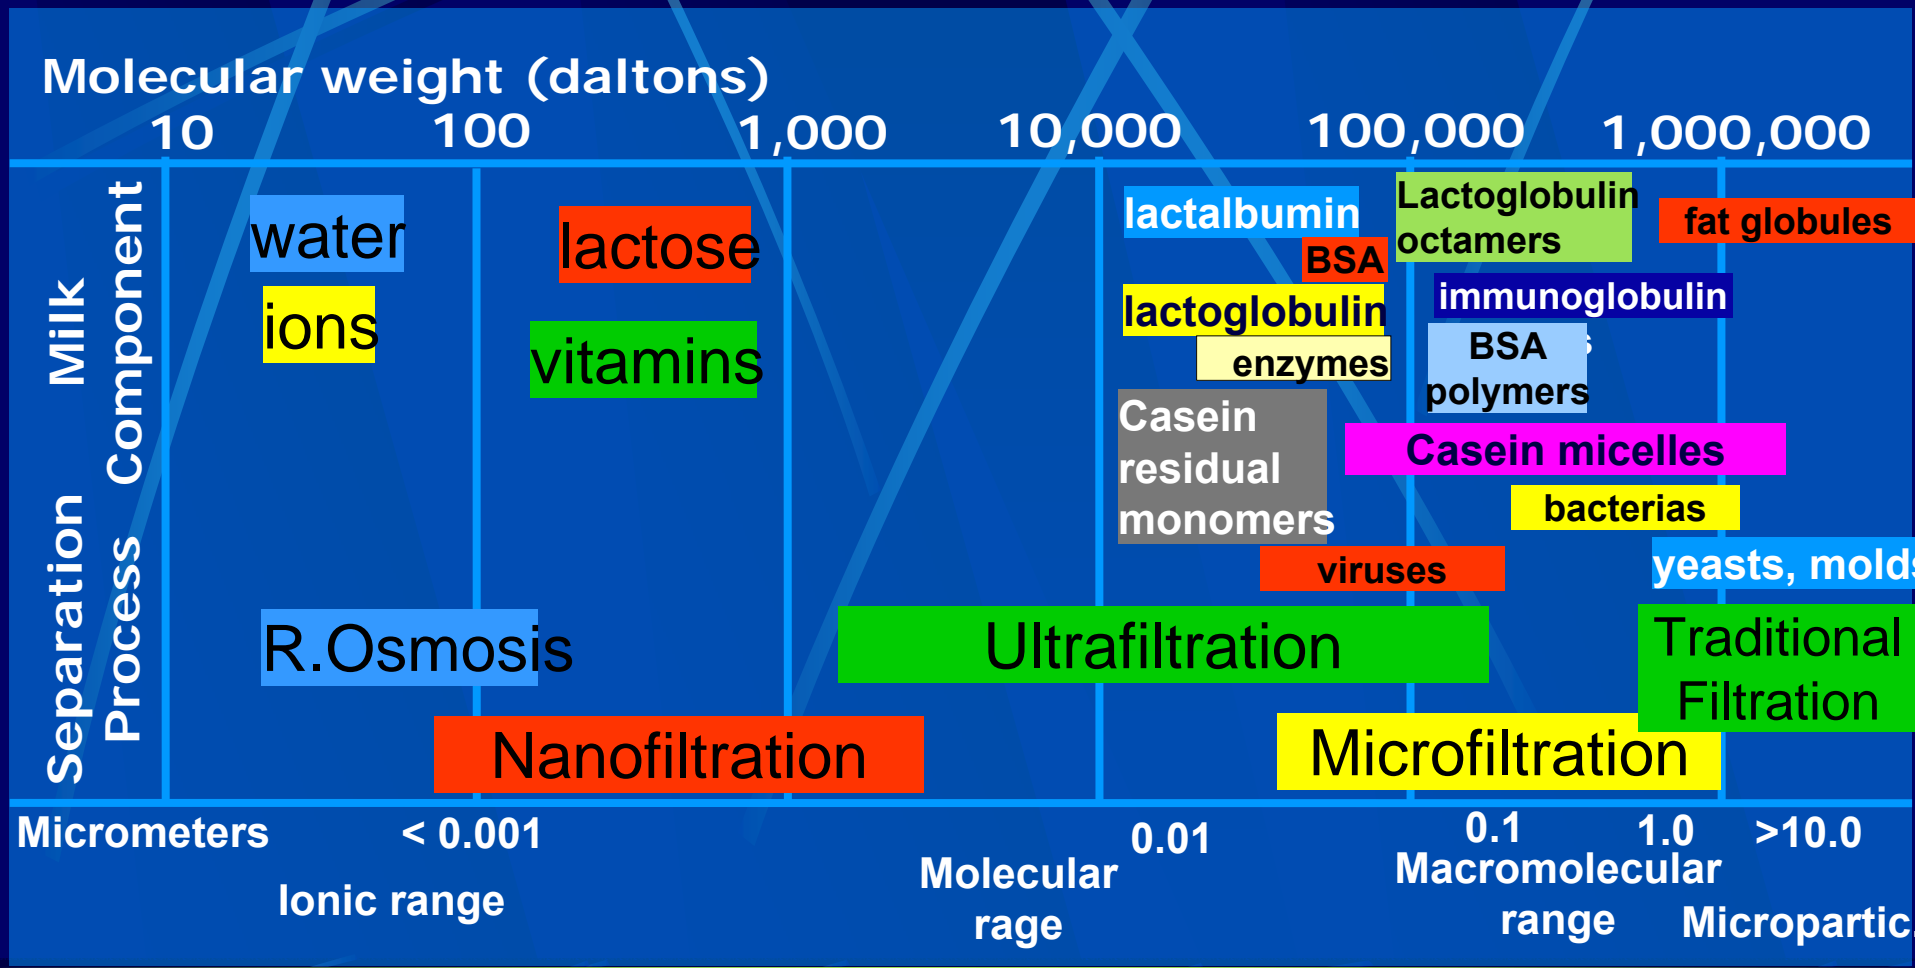 Molecular weight (daltons)
10 100 1,000 10,000 100,000 1,000,000
Milk
Component
water
ions
lactose
vitamins
lactalbumin
BSA
lactoglobulin
enzymes
Casein
residual
monomers
Lactoglobulin
octamers
immunoglobulin
s
BSA
polymers
fat globules
Casein micelles
bacterias
viruses
yeasts, molds
Separation
Process
R.Osmosis
Ultrafiltration
Traditional
Filtration
Nanofiltration
Microfiltration
Micrometers < 0.001 0.01 0.1 1.0 >10.0
Ionic range
Molecular
rage
Macromolecular
range
Micropartic.